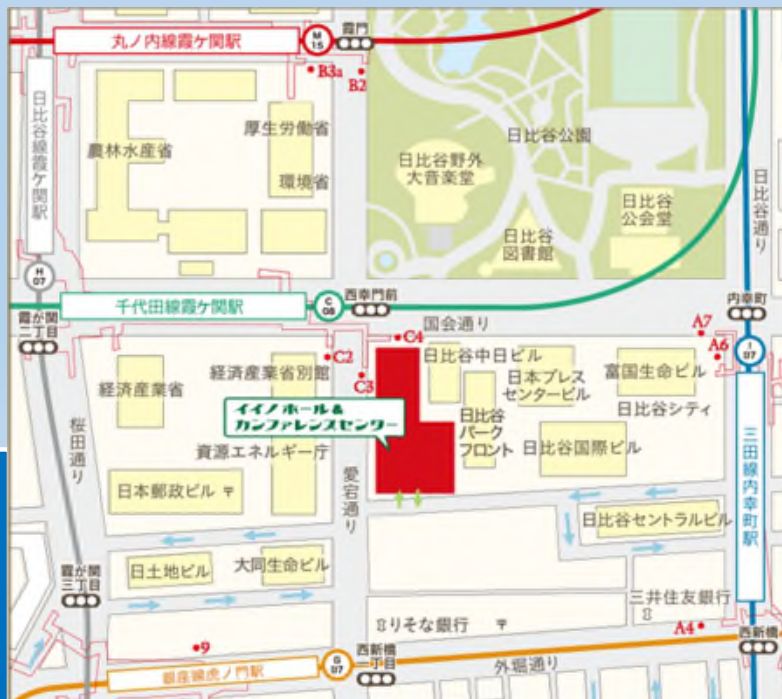 丸ノ内線霞ケ関駅
M
15
霞門
B3a
B2
日比谷線霞ケ関駅
農林水産省
厚生労働省
環境省
日比谷公園
日比谷野外
大音楽堂
日比谷
公会堂
日比谷
図書館
日比谷通り
H
07
霞が関
二丁目
千代田線霞ケ関駅
C
08
西幸門前
国会通り
内幸町
I
07
C4
C2
C3
A7
A6
経済産業省
経済産業省別館
日比谷中日ビル
日本プレス
センタービル
富国生命ビル
日比谷シティ
イイノホール&
カンファレンスセンター
日比谷
パーク
フロント
日比谷国際ビル
資源エネルギー庁
日本郵政ビル 〒
桜田通り
愛宕通り
三田線内幸町駅
日比谷セントラルビル
日土地ビル
大同生命ビル
霞が関
三丁目
りそな銀行
〒
三井住友銀行
A4
9
銀座線虎ノ門駅
G
07
西新橋
一丁目
外堀通り
西新橋